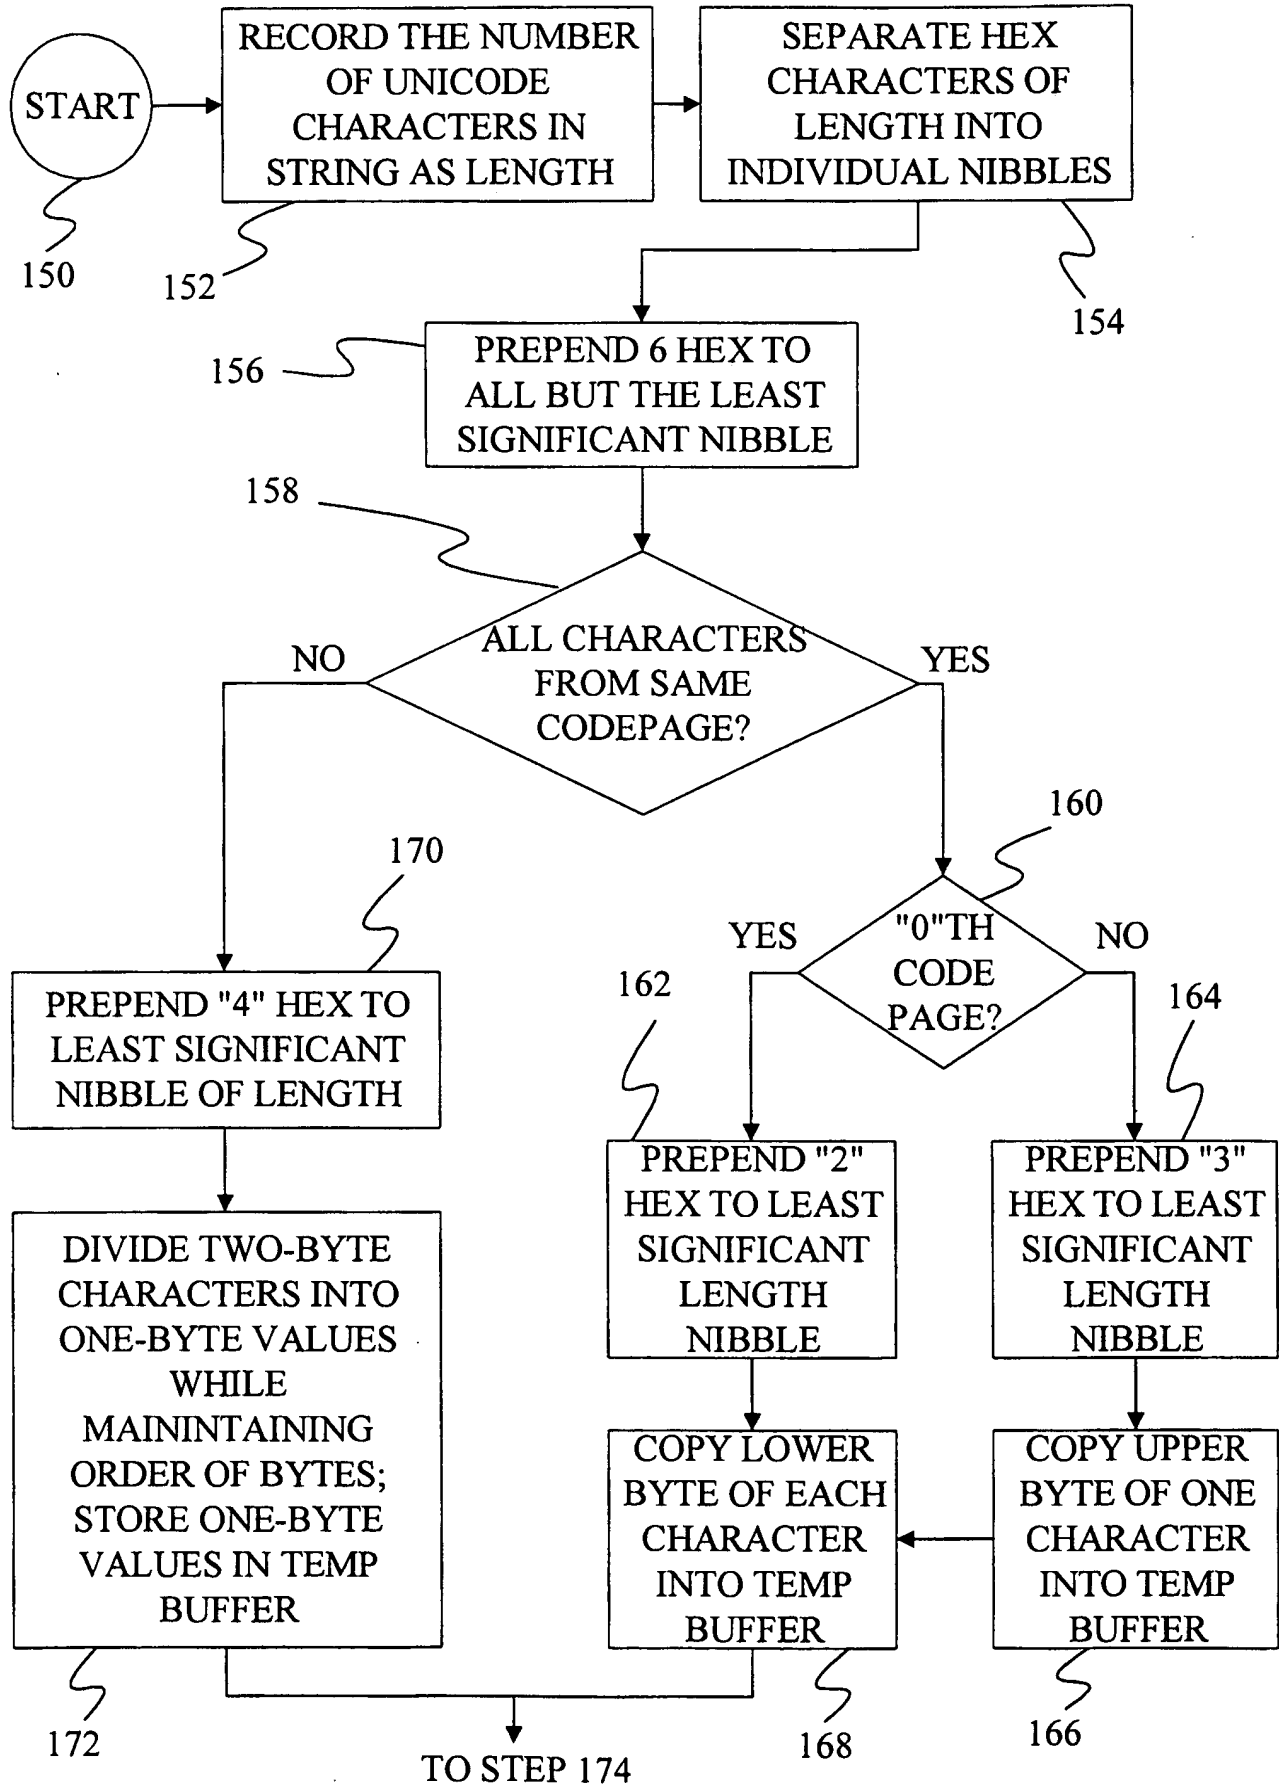 START
RECORD THE NUMBER
OF UNICODE
CHARACTERS IN
STRING AS LENGTH
SEPARATE HEX
CHARACTERS OF
LENGTH INTO
INDIVIDUAL NIBBLES
150
152
154
156
PREPEND 6 HEX TO
ALL BUT THE LEAST
SIGNIFICANT NIBBLE
158
ALL CHARACTERS
FROM SAME
CODEPAGE?
NO
YES
160
170
"0"TH
CODE
PAGE?
YES
NO
162
164
PREPEND "4" HEX TO
LEAST SIGNIFICANT
NIBBLE OF LENGTH
PREPEND "2"
HEX TO LEAST
SIGNIFICANT
LENGTH
NIBBLE
PREPEND "3"
HEX TO LEAST
SIGNIFICANT
LENGTH
NIBBLE
DIVIDE TWO-BYTE
CHARACTERS INTO
ONE-BYTE VALUES
WHILE
MAININTAINING
ORDER OF BYTES;
STORE ONE-BYTE
VALUES IN TEMP
BUFFER
COPY LOWER
BYTE OF EACH
CHARACTER
INTO TEMP
BUFFER
COPY UPPER
BYTE OF ONE
CHARACTER
INTO TEMP
BUFFER
172
168
166
TO STEP 174